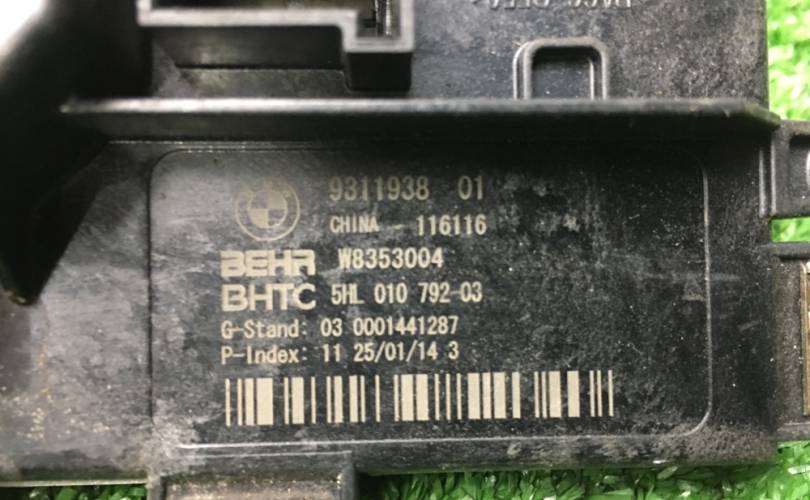 9311938 01
CHINA - 116116
BEHR W8353004
BHTC 5HL 010 792-03
G-Stand: 03 0001441287
P-Index: 11 25/01/14 3